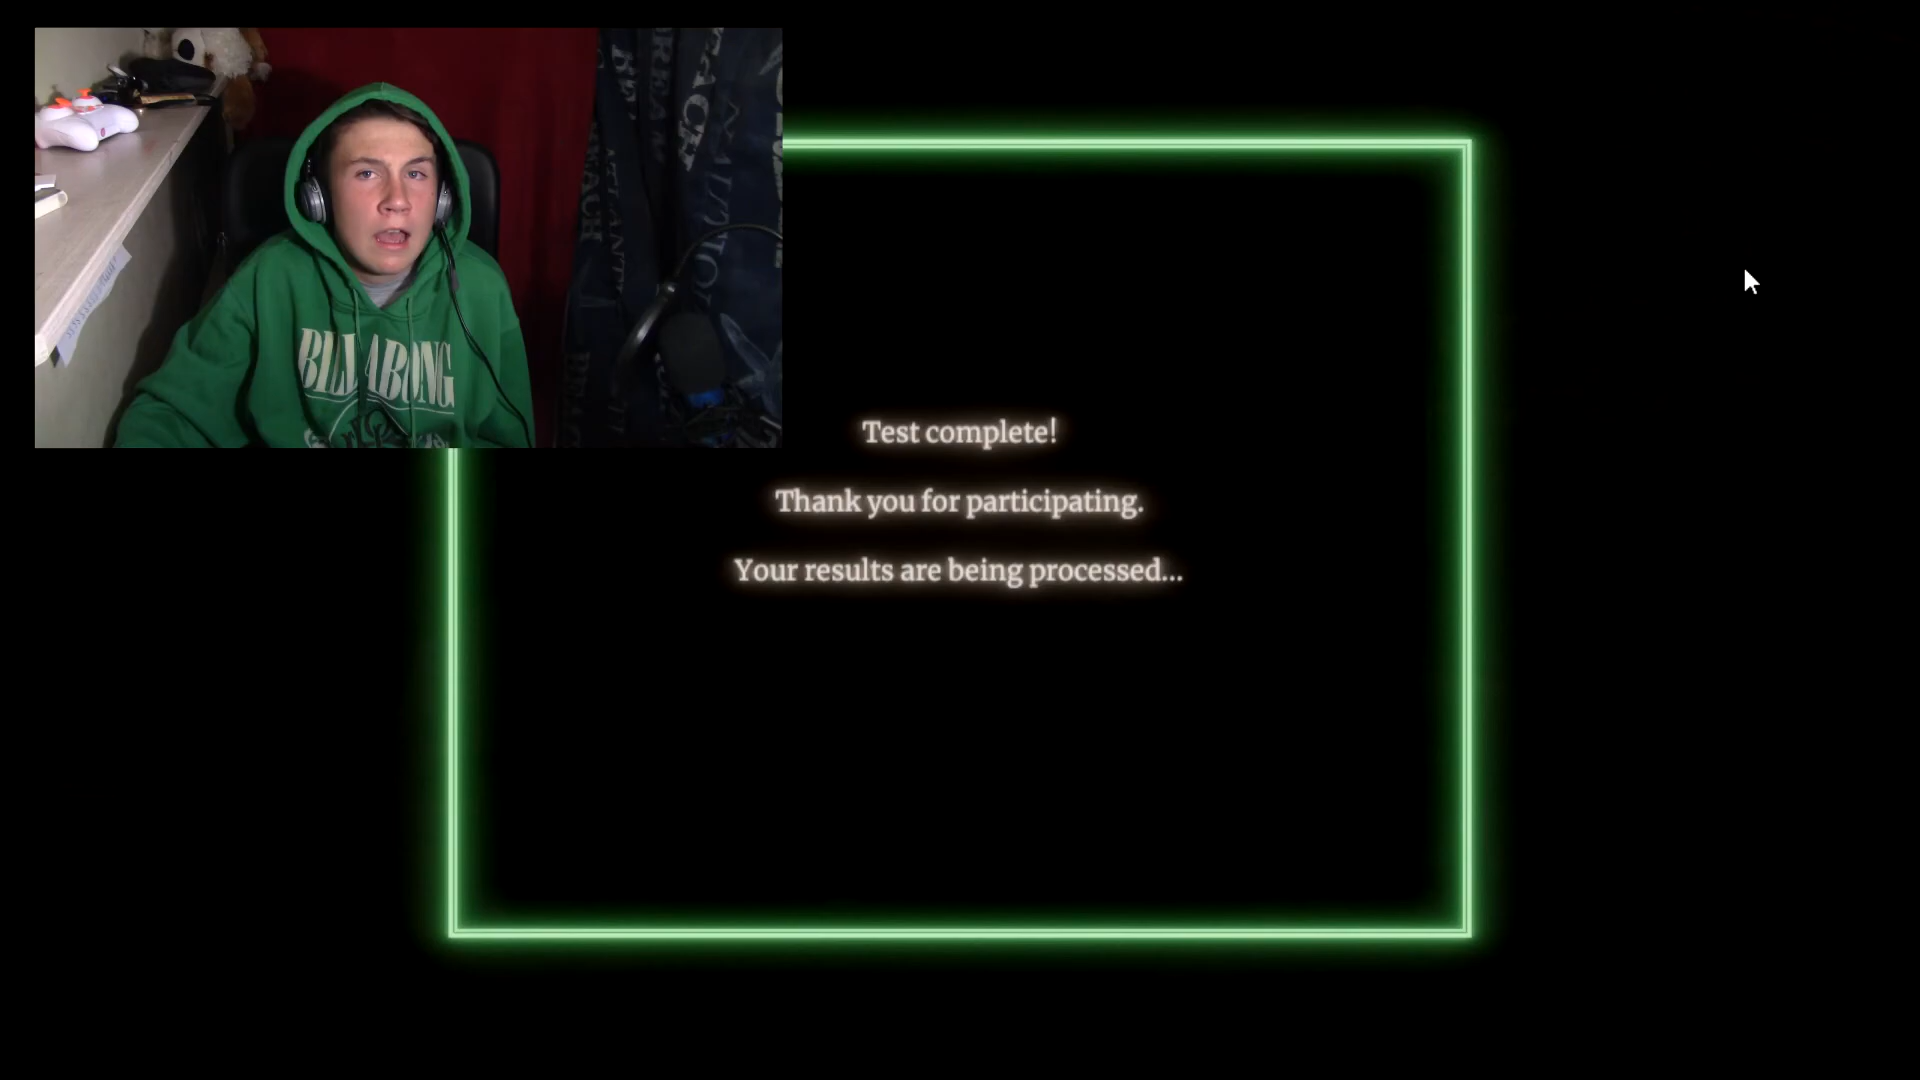 BILLABONG
Test complete!
Thank you for participating.
Your results are being processed...